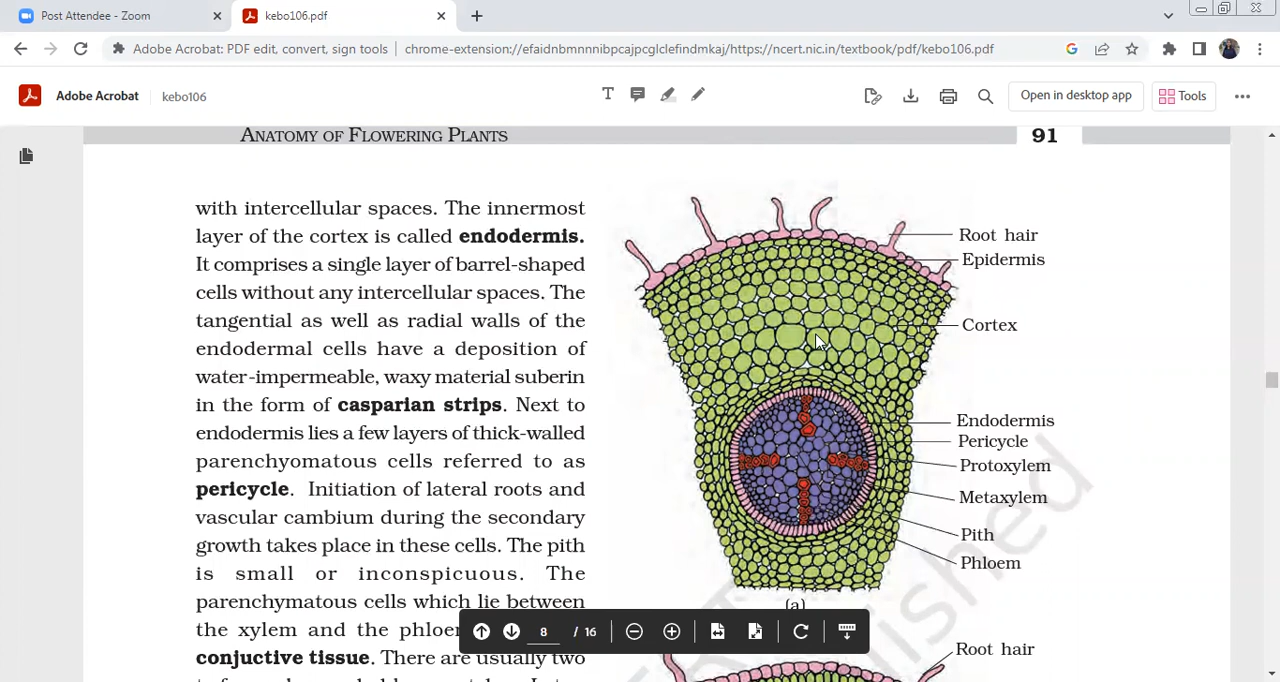 Post Attendee - Zoom
kebo106.pdf
Adobe Acrobat: PDF edit, convert, sign tools
chrome-extension://efaidnbmnnnibpcajpcglclefindmkaj/https://ncert.nic.in/textbook/pdf/kebo106.pdf
Adobe Acrobat
kebo106
Open in desktop app
Tools
ANATOMY OF FLOWERING PLANTS
91
with intercellular spaces. The innermost
layer of the cortex is called endodermis.
It comprises a single layer of barrel-shaped
cells without any intercellular spaces. The
tangential as well as radial walls of the
endodermal cells have a deposition of
water-impermeable, waxy material suberin
in the form of casparian strips. Next to
endodermis lies a few layers of thick-walled
parenchyomatous cells referred to as
pericycle. Initiation of lateral roots and
vascular cambium during the secondary
growth takes place in these cells. The pith
is small or inconspicuous. The
parenchymatous cells which lie between
the xylem and the
conjuctive tissue. There are usually two
Root hair
Epidermis
Cortex
Endodermis
Pericycle
Protoxylem
Metaxylem
Pith
Phloem
(a)
Root hair
8 / 16